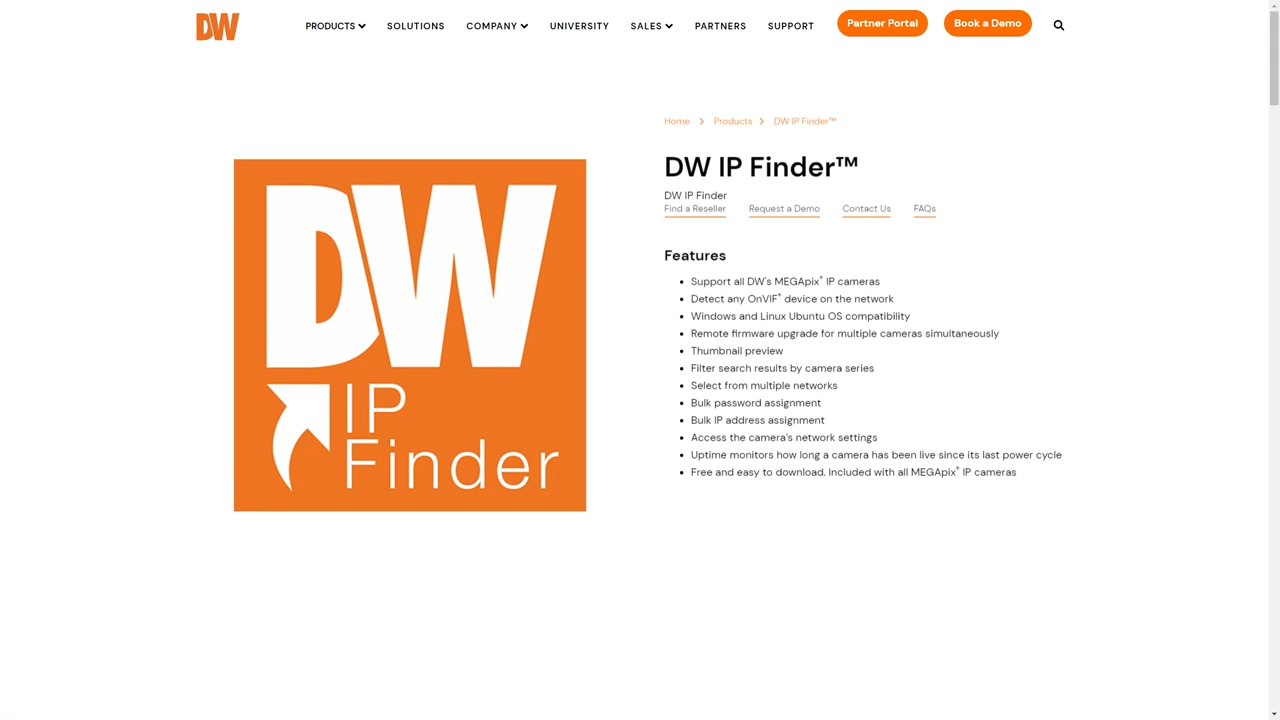 DW
PRODUCTS
SOLUTIONS
COMPANY
UNIVERSITY
SALES
PARTNERS
SUPPORT
Partner Portal
Book a Demo
Home > Products > DW IP Finder™
DW
IP
Finder
DW IP Finder™
DW IP Finder
Find a Reseller
Request a Demo
Contact Us
FAQs
Features
• Support all DW's MEGApix® IP cameras
• Detect any OnVIF® device on the network
• Windows and Linux Ubuntu OS compatibility
• Remote firmware upgrade for multiple cameras simultaneously
• Thumbnail preview
• Filter search results by camera series
• Select from multiple networks
• Bulk password assignment
• Bulk IP address assignment
• Access the camera's network settings
• Uptime monitors how long a camera has been live since its last power cycle
• Free and easy to download. Included with all MEGApix® IP cameras